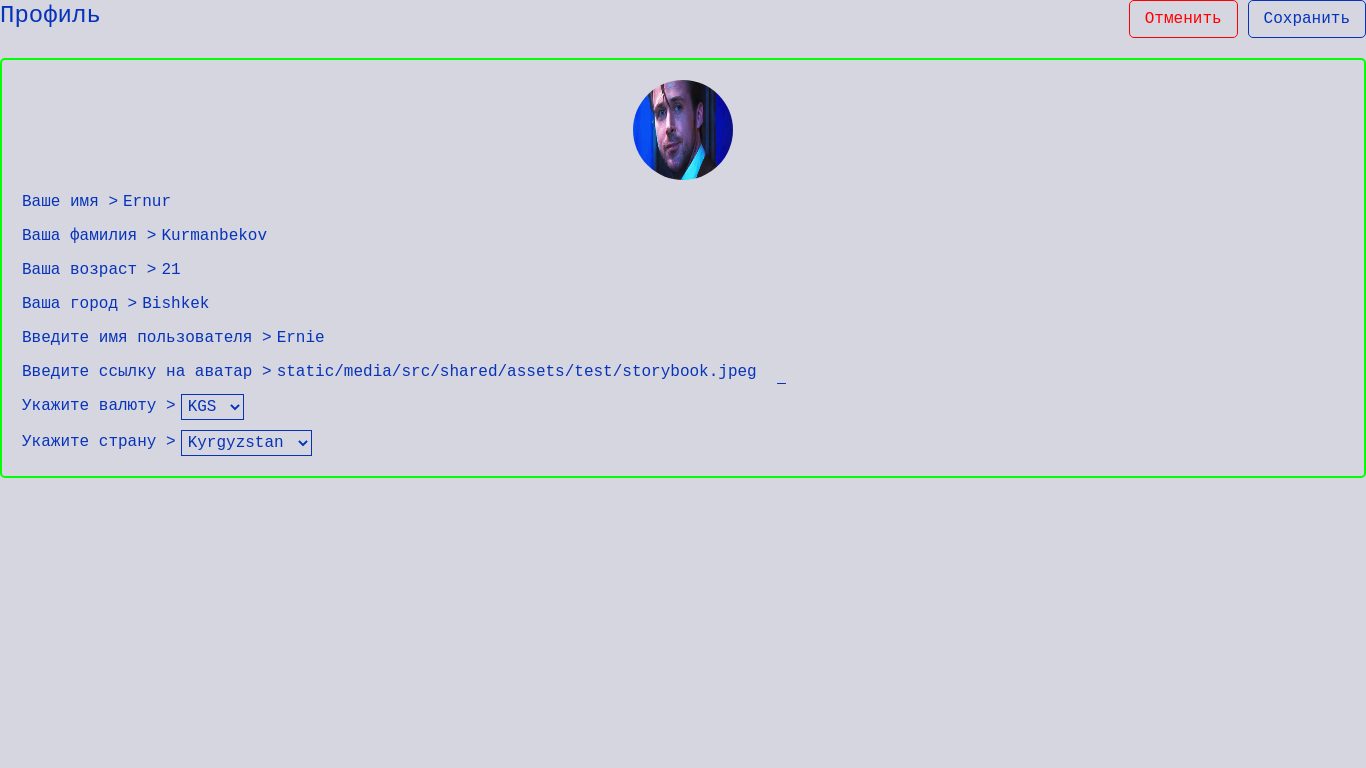 Профиль
Отменить
Сохранить
Ваше имя > Ernur
Ваша фамилия > Kurmanbekov
Ваша возраст > 21
Ваша город > Bishkek
Введите имя пользователя > Ernie
Введите ссылку на аватар > static/media/src/shared/assets/test/storybook.jpeg _
Укажите валюту > KGS
Укажите страну > Kyrgyzstan